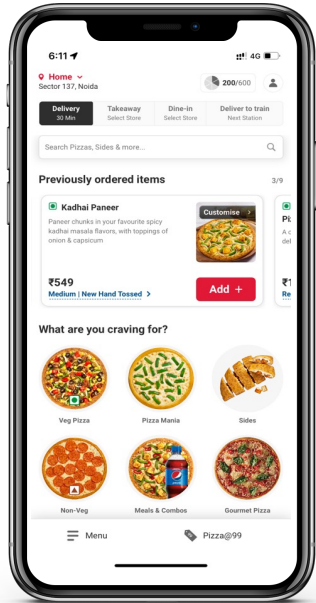 6:11
4G
Home
Sector 137, Noida
200/600
Delivery
30 Min
Takeaway
Select Store
Dine-in
Select Store
Deliver to train
Next Station
Search Pizzas, Sides & more...
Previously ordered items
3/9
Kadhai Paneer
Paneer chunks in your favourite spicy
kadhai masala flavors, with toppings of
onion & capsicum
Customise >
₹549
Medium | New Hand Tossed >
Add +
What are you craving for?
Veg Pizza
Pizza Mania
Sides
Non-Veg
Meals & Combos
Gourmet Pizza
Menu
Pizza@99